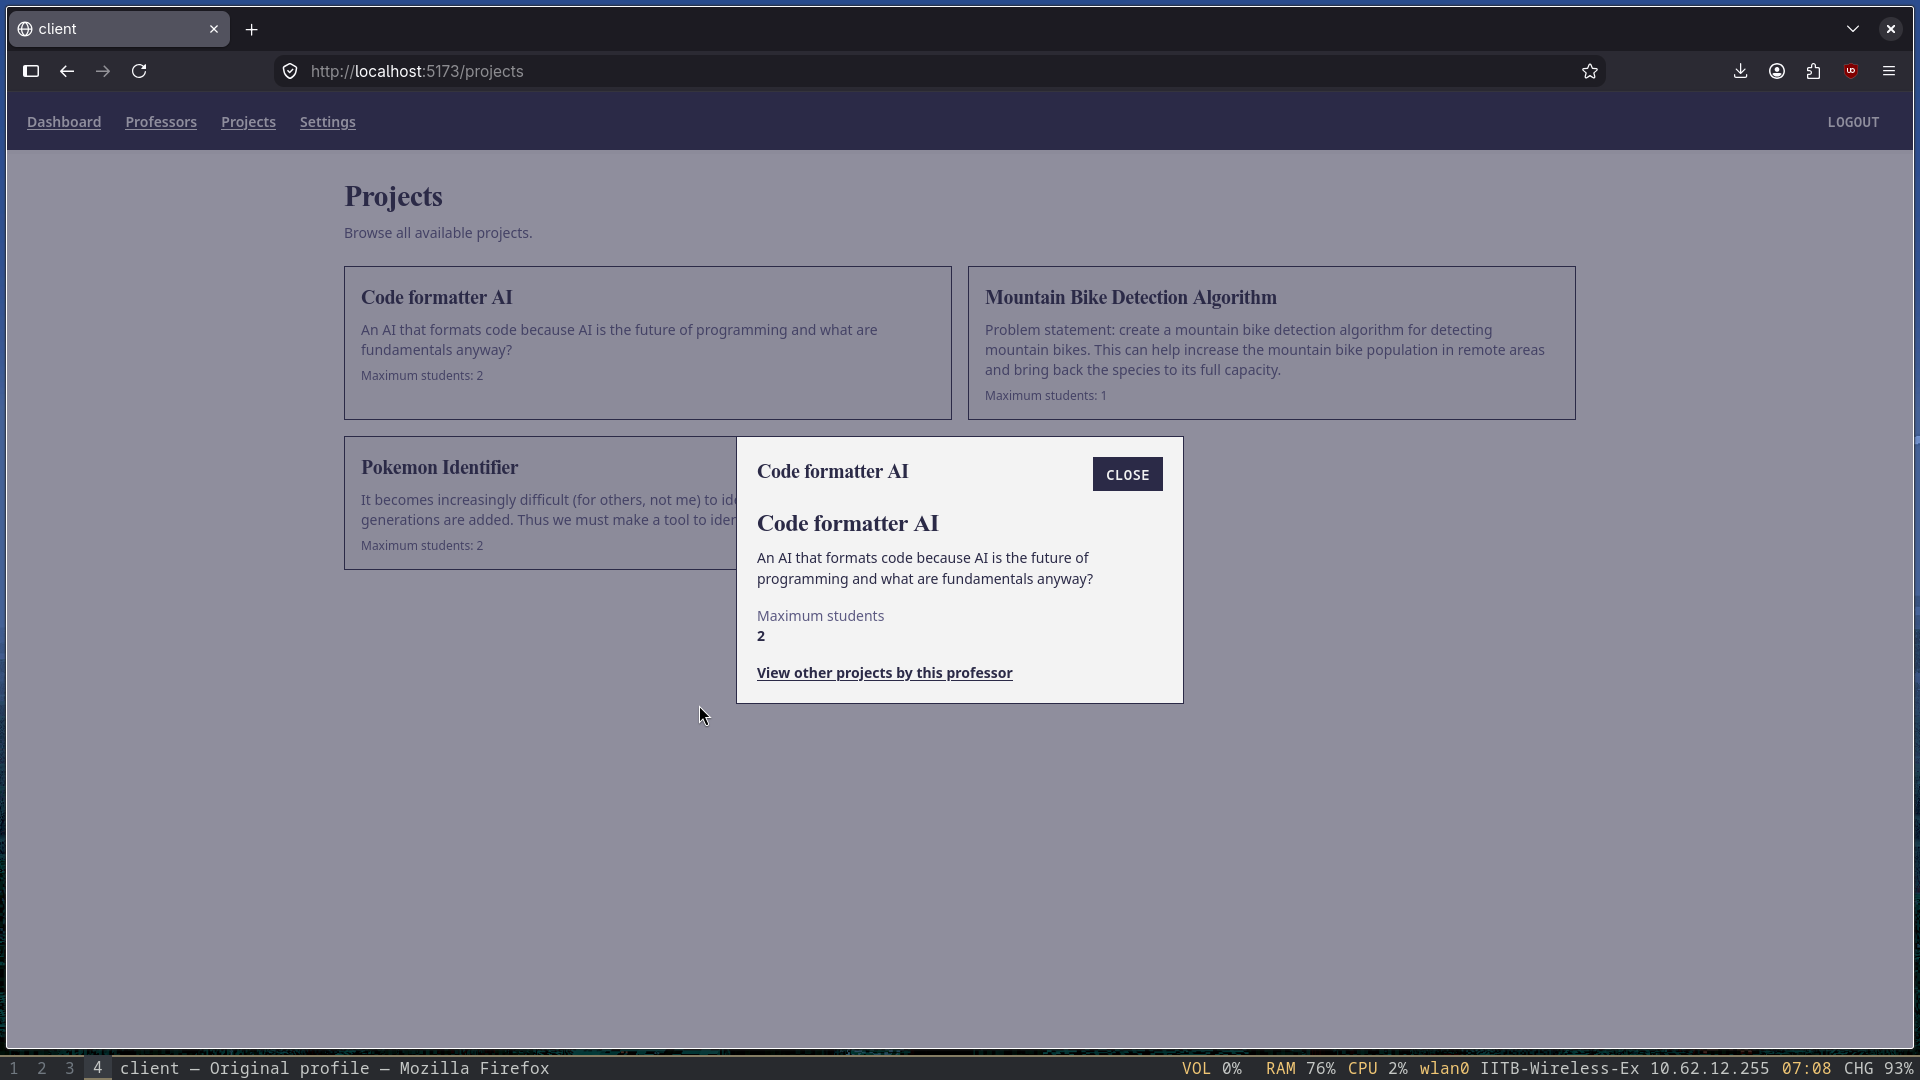 client
http://localhost:5173/projects
Dashboard Professors Projects Settings LOGOUT
Projects
Browse all available projects.
Code formatter AI
An AI that formats code because AI is the future of programming and what are
fundamentals anyway?
Maximum students: 2
Mountain Bike Detection Algorithm
Problem statement: create a mountain bike detection algorithm for detecting
mountain bikes. This can help increase the mountain bike population in remote areas
and bring back the species to its full capacity.
Maximum students: 1
Pokemon Identifier
It becomes increasingly difficult (for others, not me) to ide
generations are added. Thus we must make a tool to iden
Maximum students: 2
Code formatter AI
CLOSE
Code formatter AI
An AI that formats code because AI is the future of
programming and what are fundamentals anyway?
Maximum students
2
View other projects by this professor
1 2 3 4 client — Original profile — Mozilla Firefox VOL 0% RAM 76% CPU 2% wlan0 IITB-Wireless-Ex 10.62.12.255 07:08 CHG 93%